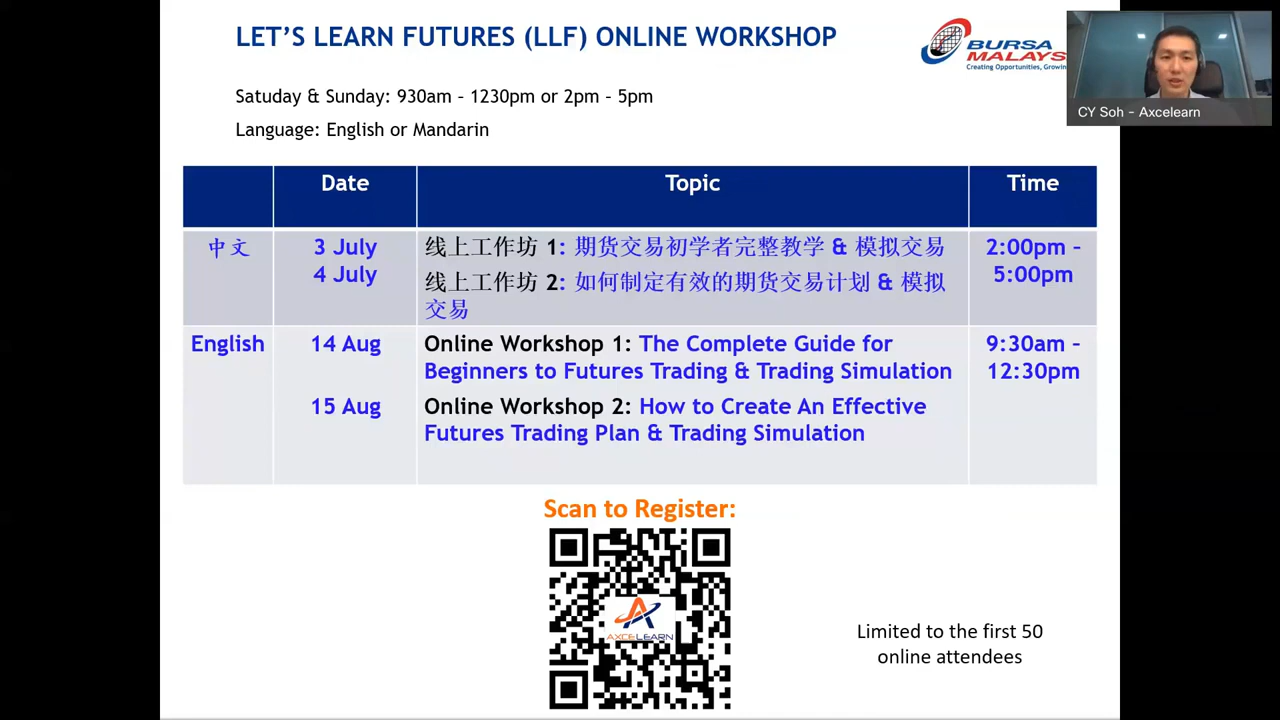 LET'S LEARN FUTURES (LLF) ONLINE WORKSHOP
BURSA
MALAYS
Creating Opportunities, Growin
CY Soh - Axcelearn
Satuday & Sunday: 930am – 1230pm or 2pm – 5pm
Language: English or Mandarin
Date
Topic
Time
中文
3 July
4 July
线上工作坊 1: 期货交易初学者完整教学 & 模拟交易
线上工作坊 2: 如何制定有效的期货交易计划 & 模拟
交易
2:00pm –
5:00pm
English
14 Aug
Online Workshop 1: The Complete Guide for
Beginners to Futures Trading & Trading Simulation
9:30am –
12:30pm
15 Aug
Online Workshop 2: How to Create An Effective
Futures Trading Plan & Trading Simulation
Scan to Register:
AXCELEARN
Limited to the first 50
online attendees